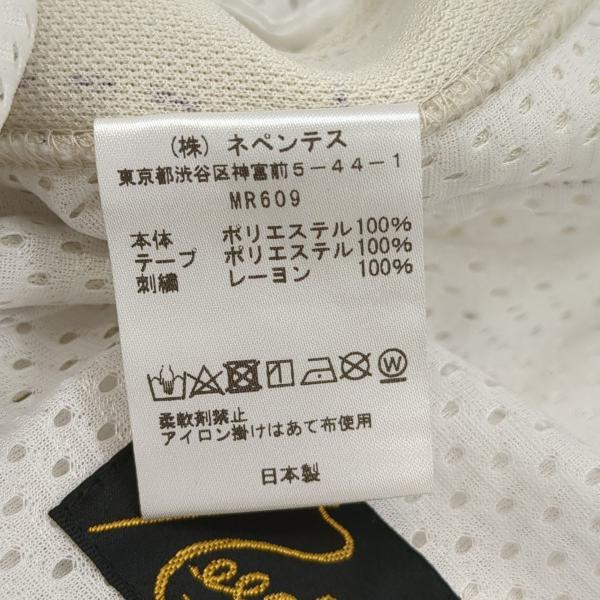 (株) ネペンテス
東京都渋谷区神宮前5-44-1
MR609
本体 ポリエステル100%
テープ ポリエステル100%
刺繍 レーヨン 100%
W
柔軟剤禁止
アイロン掛けはあて布使用
日本製